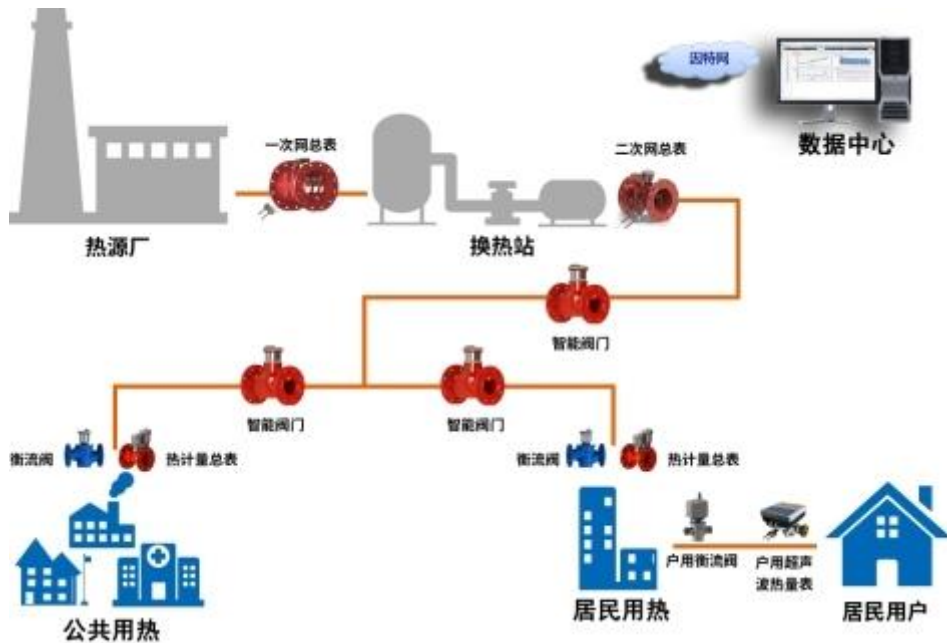 因特网
数据中心
一次网总表
二次网总表
热源厂
换热站
智能阀门
智能阀门
智能阀门
衡流阀
热计量总表
衡流阀
热计量总表
户用衡流阀
户用超声
波热量表
公共用热
居民用热
居民用户